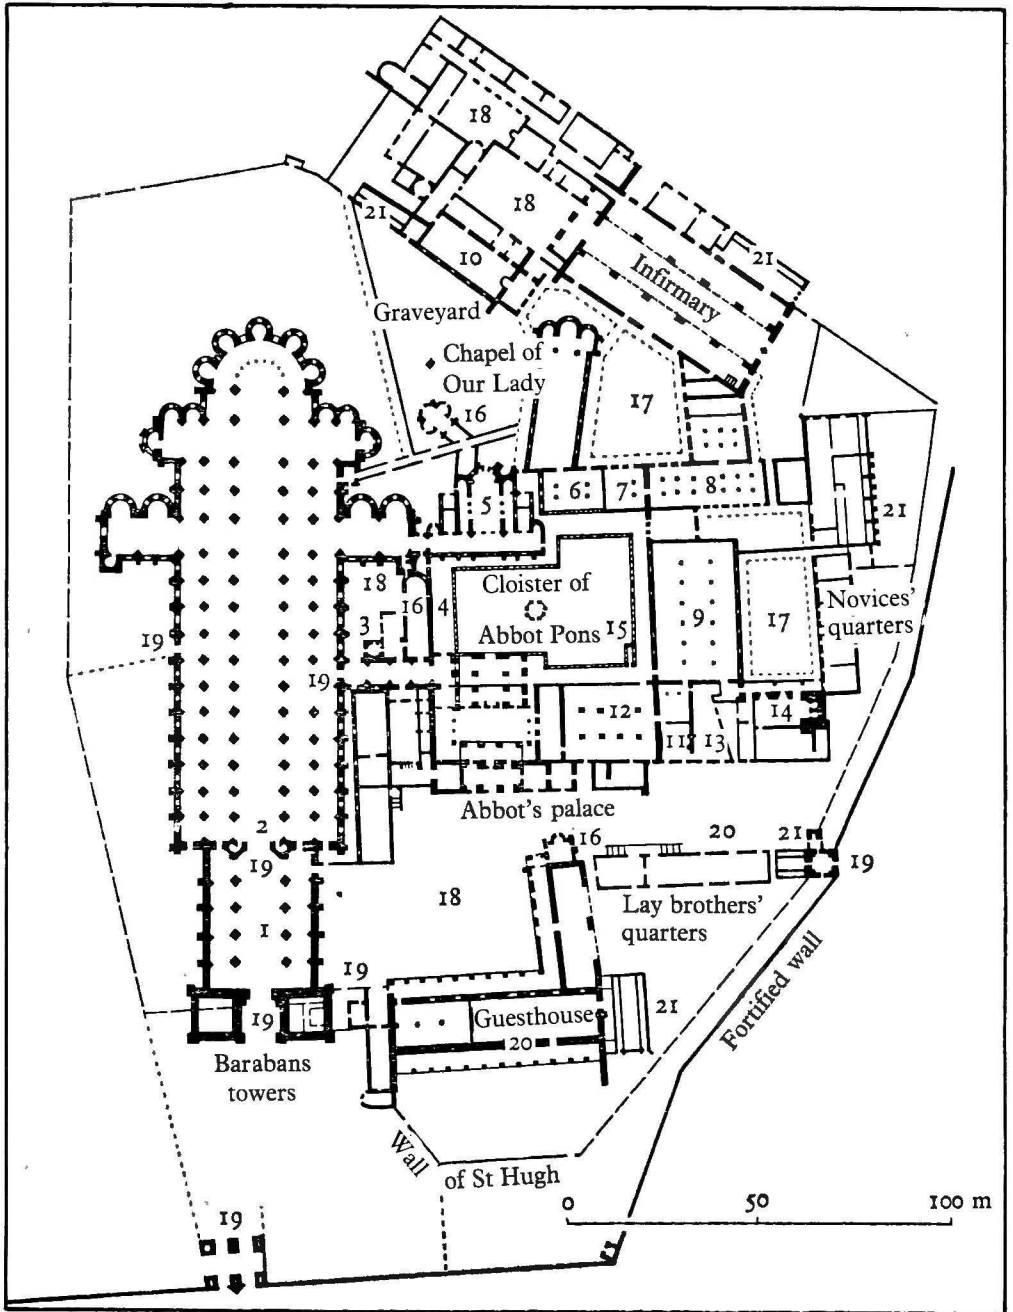 18
18
21
10
Infirmary
21
Graveyard
Chapel of
Our Lady
16
17
5
6
7
8
21
18
16
4
3
Cloister of
Abbot Pons
15
9
17
Novices'
quarters
19
19
12
11
13
14
Abbot's palace
2
19
16
20
21
19
18
Lay brothers'
quarters
1
19
19
Guesthouse
20
21
Fortified wall
Barabans
towers
Wall
of St Hugh
19
0 50 100 m